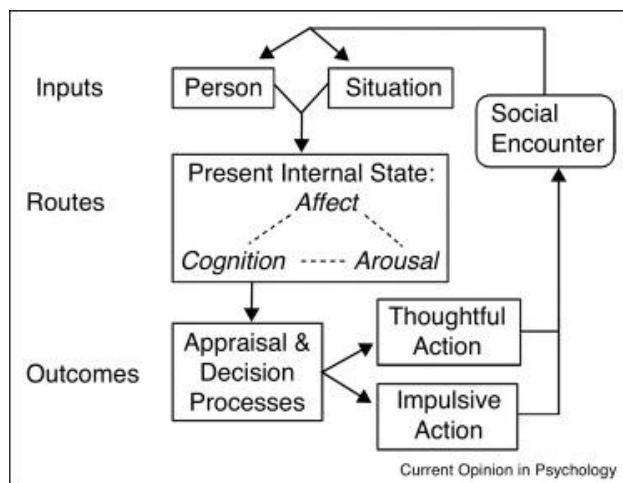 Inputs
Person
Situation
Social
Encounter
Routes
Present Internal State:
Affect
Cognition
Arousal
Outcomes
Appraisal &
Decision
Processes
Thoughtful
Action
Impulsive
Action
Current Opinion in Psychology